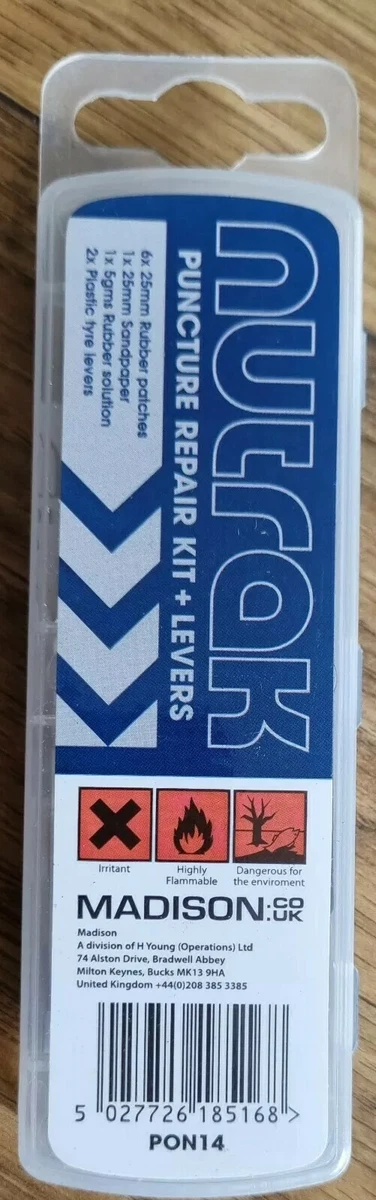 nutrak
PUNCTURE REPAIR KIT + LEVERS
6x 25mm Rubber patches
1x 25mm Sandpaper
1x 5gms Rubber solution
2x Plastic tyre levers
Irritant
Highly
Flammable
Dangerous for
the enviroment
MADISON:CO
UK
Madison
A division of H Young (Operations) Ltd
74 Alston Drive, Bradwell Abbey
Milton Keynes, Bucks MK13 9HA
United Kingdom +44(0)208 385 3385
5 027726 185168 >
PON14